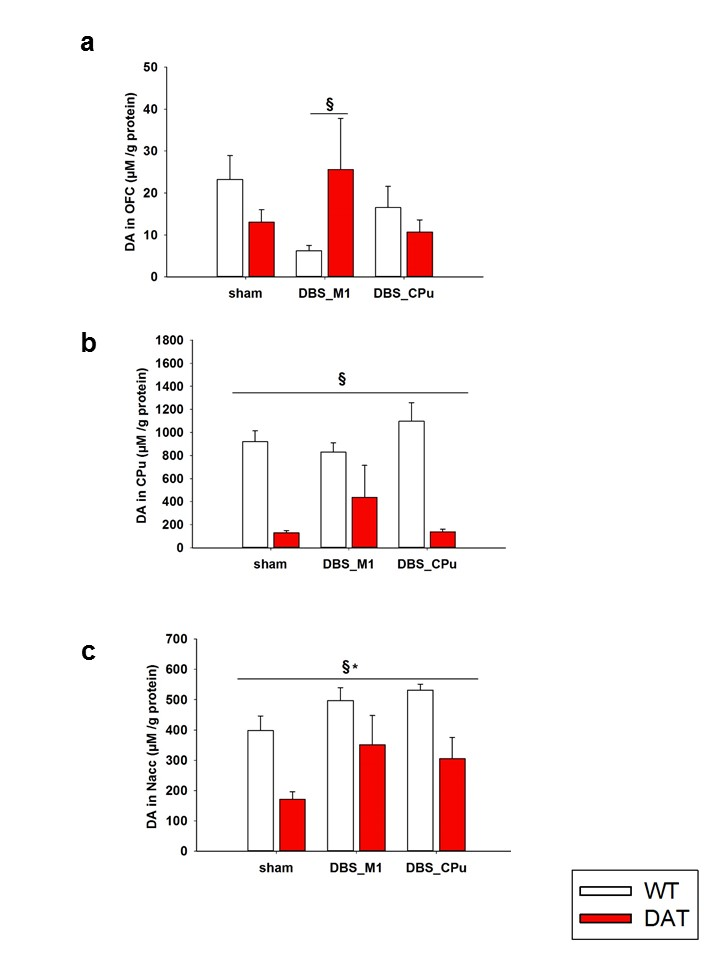 a
DA in OFC (µM /g protein)
50
40
30
20
10
0
§
sham DBS_M1 DBS_CPu
b
DA in CPu (µM /g protein)
1800
1600
1400
1200
1000
800
600
400
200
0
§
sham DBS_M1 DBS_CPu
c
DA in Nacc (µM /g protein)
700
600
500
400
300
200
100
0
§*
sham DBS_M1 DBS_CPu
WT
DAT